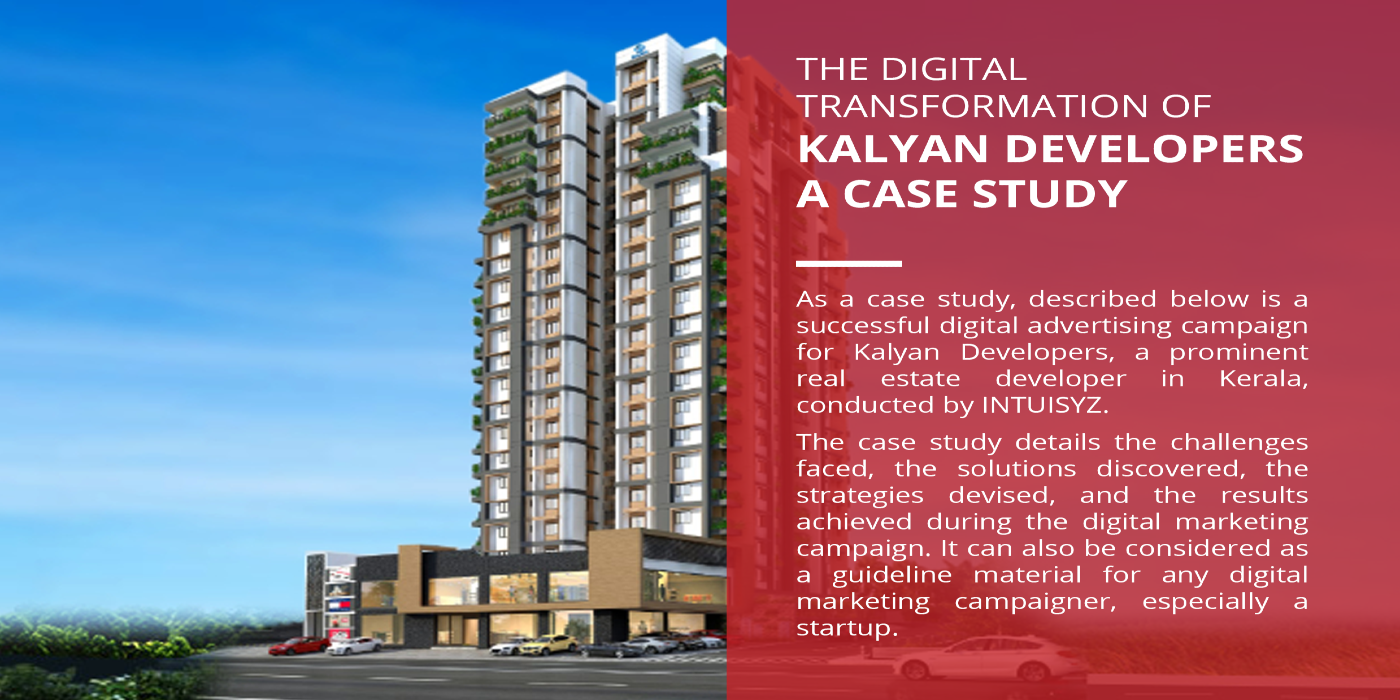 THE DIGITAL
TRANSFORMATION OF
KALYAN DEVELOPERS
A CASE STUDY
As a case study, described below is a
successful digital advertising campaign
for Kalyan Developers, a prominent
real estate developer in Kerala,
conducted by INTUISYZ.
The case study details the challenges
faced, the solutions discovered, the
strategies devised, and the results
achieved during the digital marketing
campaign. It can also be considered as
a guideline material for any digital
marketing campaigner, especially a
startup.